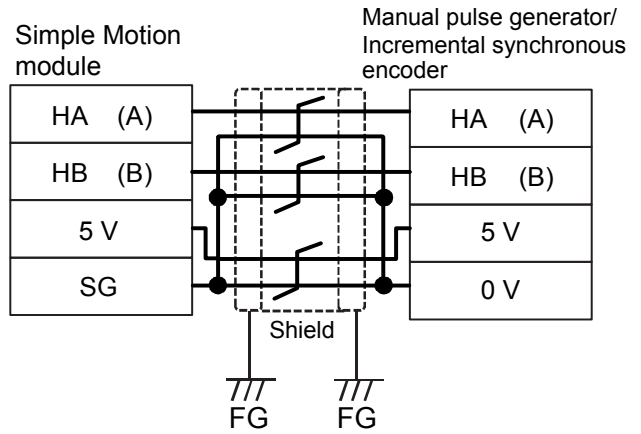 Simple Motion
module
Manual pulse generator/
Incremental synchronous
encoder
HA (A)
HB (B)
5 V
SG
HA (A)
HB (B)
5 V
0 V
Shield
FG
FG